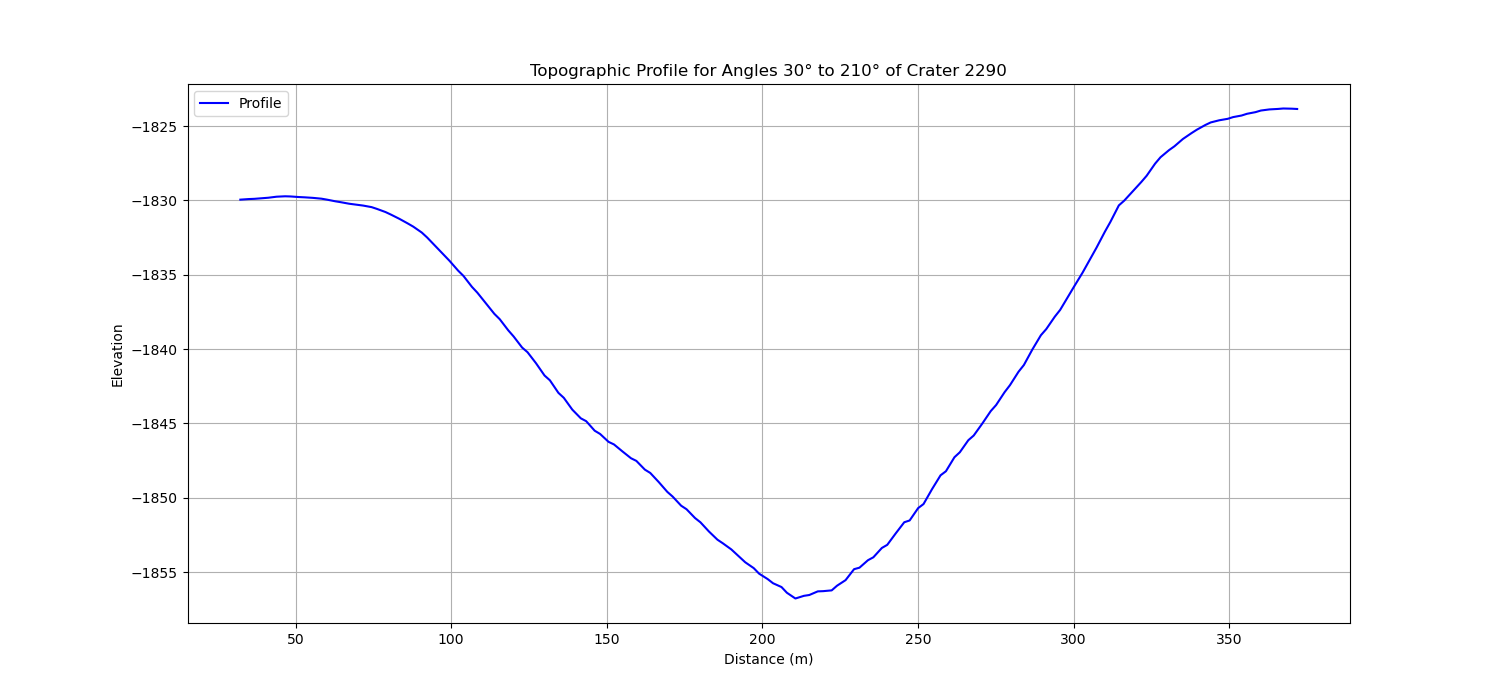 Topographic Profile for Angles 30° to 210° of Crater 2290
Profile
−1825
−1830
−1835
−1840
−1845
−1850
−1855
Elevation
50 100 150 200 250 300 350
Distance (m)